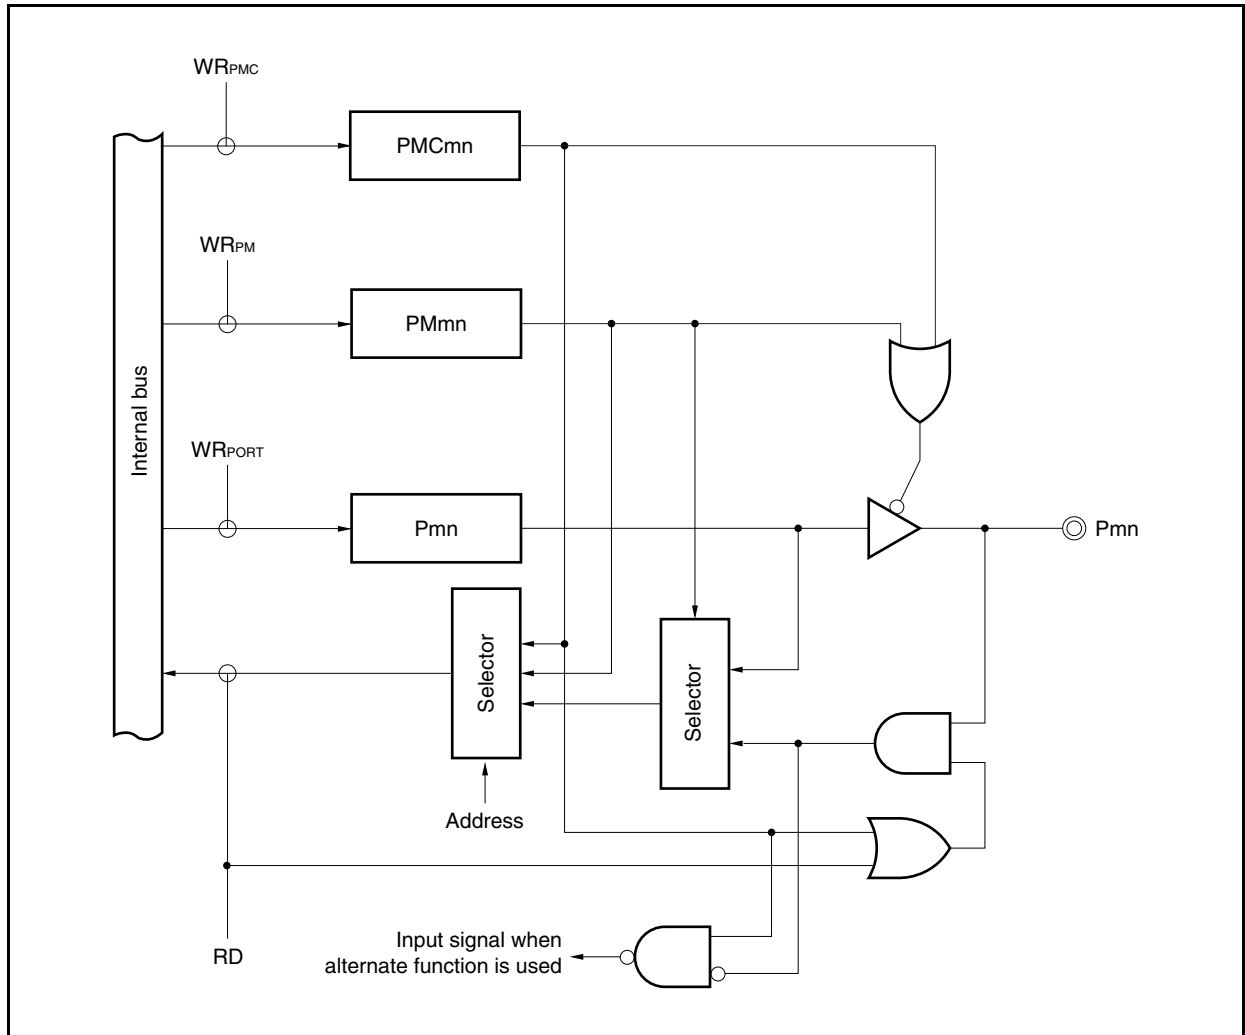 WRPMC
PMCmn
WRPM
PMmn
Internal bus
WRPORT
Pmn
Pmn
Selector
Selector
Address
RD
Input signal when
alternate function is used